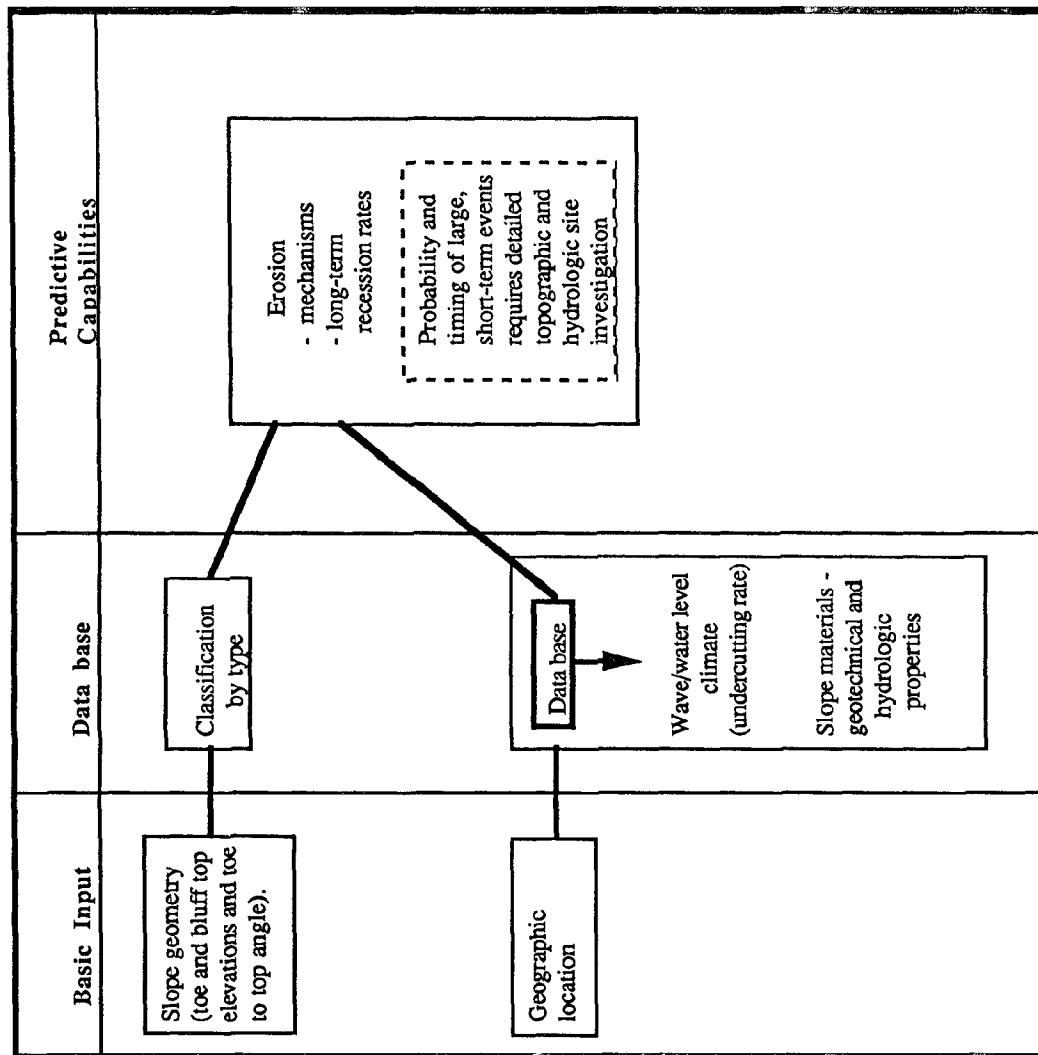 Basic Input
Data base
Predictive
Capabilities
Slope geometry
(toe and bluff top
elevations and toe
to top angle).
Classification
by type
Erosion
- mechanisms
- long-term
recession rates
Probability and
timing of large,
short-term events
requires detailed
topographic and
hydrologic site
investigation
Geographic
location
Data base
Wave/water level
climate
(undercutting rate)
Slope materials -
geotechnical and
hydrologic
properties